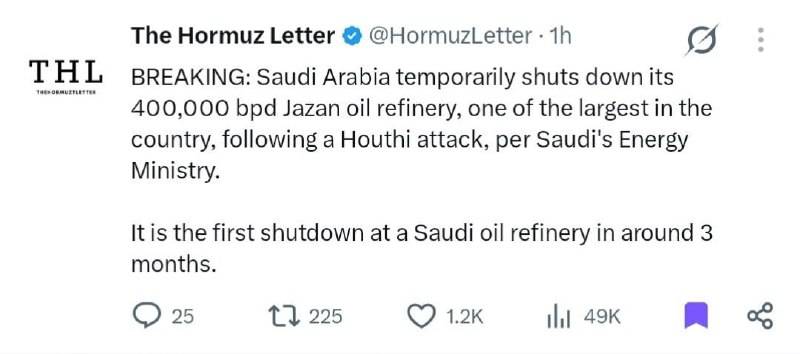 The Hormuz Letter @HormuzLetter · 1h
THL
THEHORMUZLETTER
BREAKING: Saudi Arabia temporarily shuts down its
400,000 bpd Jazan oil refinery, one of the largest in the
country, following a Houthi attack, per Saudi's Energy
Ministry.
It is the first shutdown at a Saudi oil refinery in around 3
months.
25 225 1.2K 49K